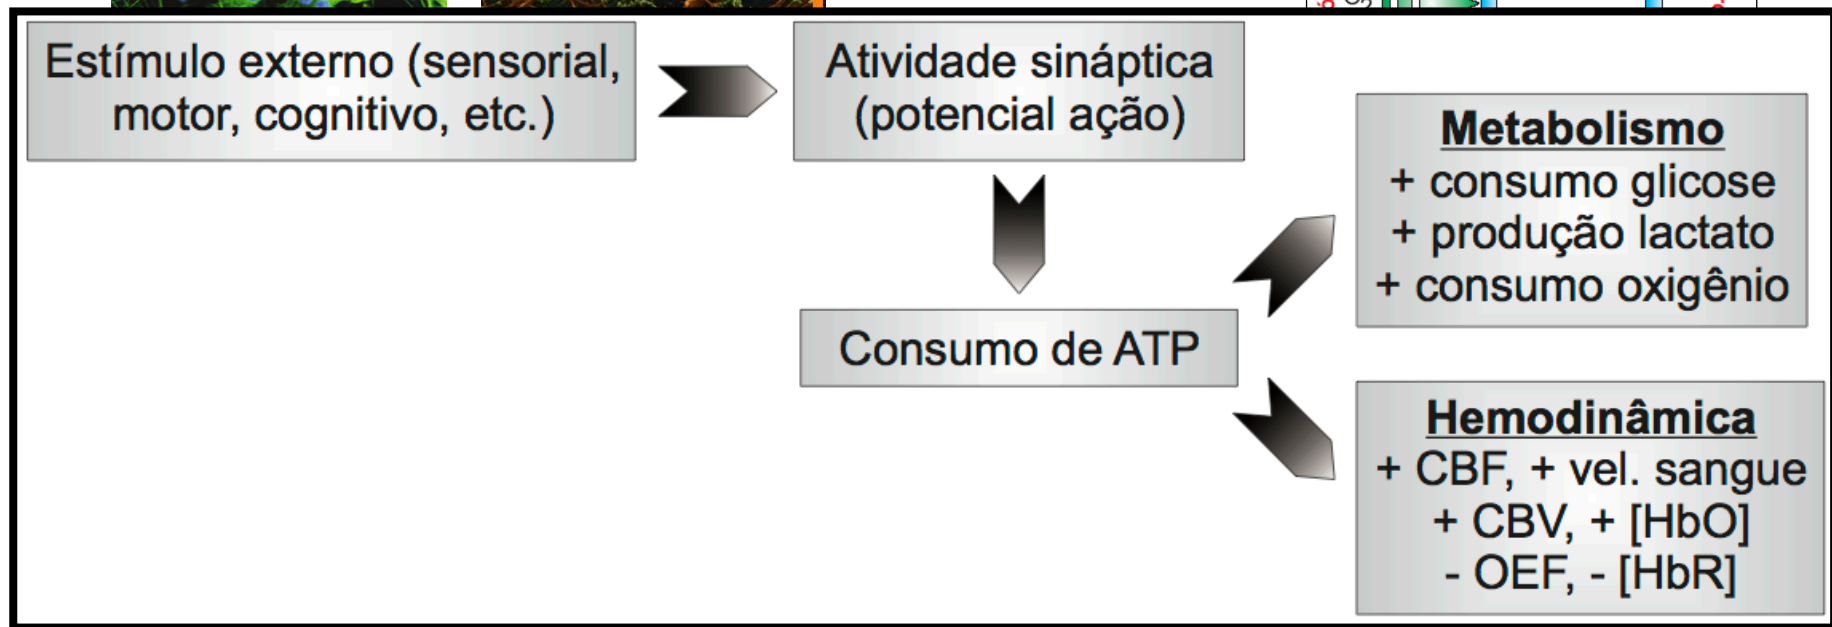 Estímulo externo (sensorial,
motor, cognitivo, etc.)
Atividade sináptica
(potencial ação)
Consumo de ATP
Metabolismo
+ consumo glicose
+ produção lactato
+ consumo oxigênio
Hemodinâmica
+ CBF, + vel. sangue
+ CBV, + [HbO]
- OEF, - [HbR]